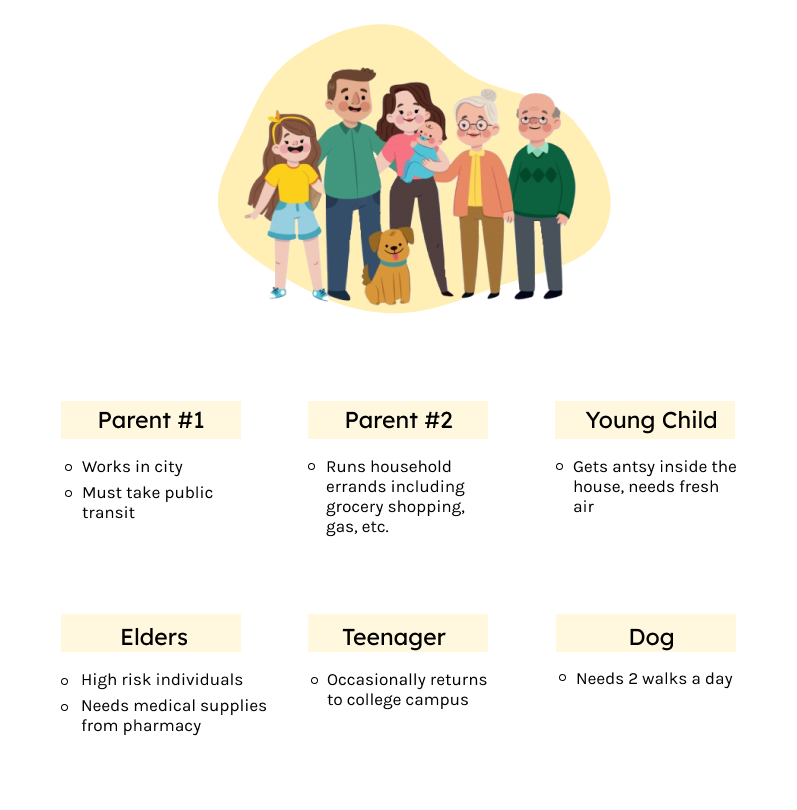 Parent #1
Works in city
Must take public
transit
Parent #2
Runs household
errands including
grocery shopping,
gas, etc.
Young Child
Gets antsy inside the
house, needs fresh
air
Elders
High risk individuals
Needs medical supplies
from pharmacy
Teenager
Occasionally returns
to college campus
Dog
Needs 2 walks a day